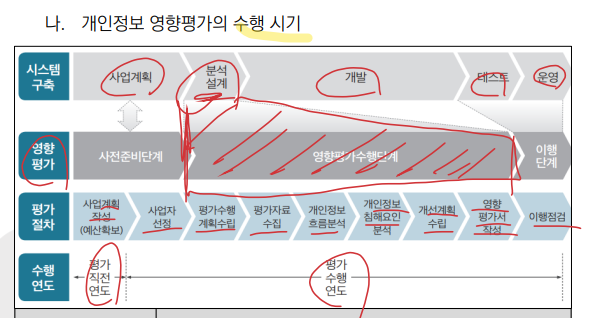 나. 개인정보 영향평가의 수행 시기
시스템
구축
사업계획
분석
설계
개발
테스트
운영
영향
평가
사전준비단계
영향평가수행단계
이행
단계
평가
절차
사업계획
작성
(예산확보)
사업자
선정
평가수행
계획수립
평가자료
수집
개인정보
흐름분석
개인정보
침해요인
분석
개선계획
수립
영향
평가서
작성
이행점검
수행
연도
평가
직전
연도
평가
수행
연도